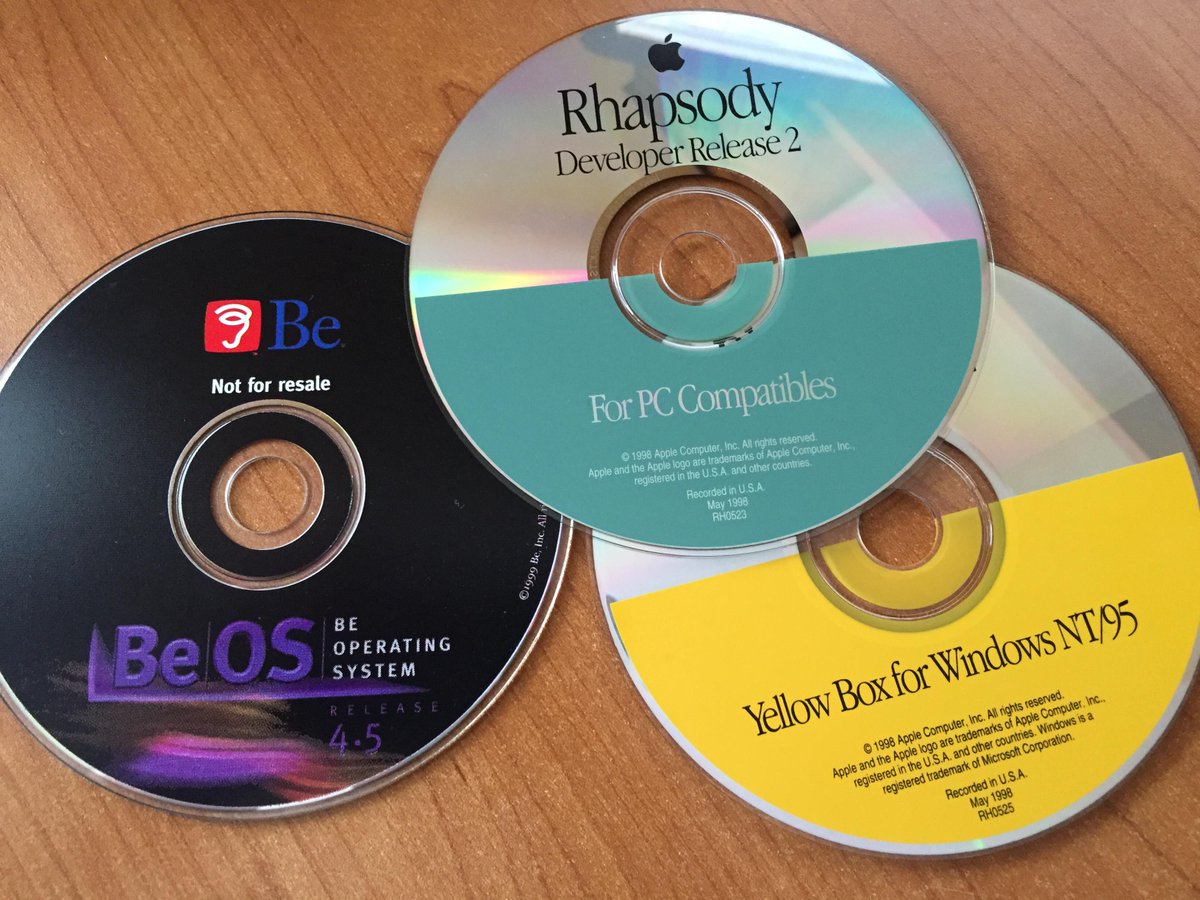 Rhapsody
Developer Release 2
For PC Compatibles
© 1998 Apple Computer, Inc. All rights reserved.
Apple and the Apple logo are trademarks of Apple Computer, Inc.,
registered in the U.S.A. and other countries.
Recorded in U.S.A.
May 1998
RH0523
Be
Not for resale
©1999 Be, Inc. All
BeOS
BE
OPERATING
SYSTEM
RELEASE
4.5
Yellow Box for Windows NT/95
© 1998 Apple Computer, Inc. All rights reserved.
Apple and the Apple logo are trademarks of Apple Computer, Inc.,
registered in the U.S.A. and other countries. Windows is a
registered trademark of Microsoft Corporation.
Recorded in U.S.A.
May 1998
RH0525